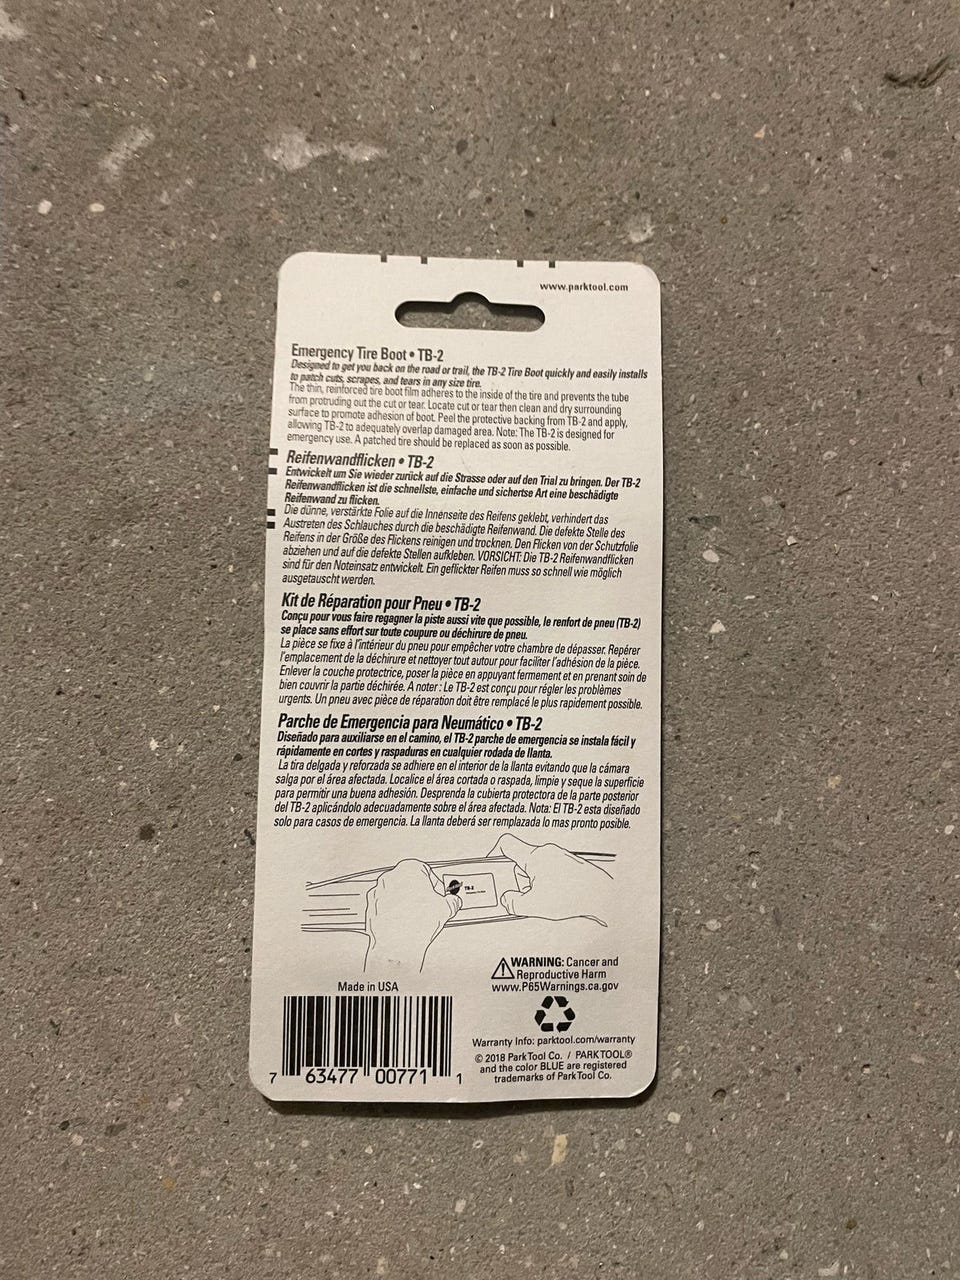 www.parktool.com
Emergency Tire Boot • TB-2
Designed to get you back on the road or trail, the TB-2 Tire Boot quickly and easily installs
to patch cuts, scrapes, and tears in any size tire.
The thin, reinforced tire boot film adheres to the inside of the tire and prevents the tube
from protruding out the cut or tear. Locate cut or tear then clean and dry surrounding
surface to promote adhesion of boot. Peel the protective backing from TB-2 and apply,
allowing TB-2 to adequately overlap damaged area. Note: The TB-2 is designed for
emergency use. A patched tire should be replaced as soon as possible.
Reifenwandflicken • TB-2
Entwickelt um Sie wieder zurück auf die Strasse oder auf den Trial zu bringen. Der TB-2
Reifenwandflicken ist die schnellste, einfache und sichertse Art eine beschädigte
Reifenwand zu flicken.
Die dünne, verstärkte Folie auf die Innenseite des Reifens geklebt, verhindert das
Austreten des Schlauches durch die beschädigte Reifenwand. Die defekte Stelle des
Reifens in der Größe des Flickens reinigen und trocknen. Den Flicken von der Schutzfolie
abziehen und auf die defekte Stellen aufkleben. VORSICHT: Die TB-2 Reifenwandflicken
sind für den Noteinsatz entwickelt. Ein geflickter Reifen muss so schnell wie möglich
ausgetauscht werden.
Kit de Réparation pour Pneu • TB-2
Conçu pour vous faire regagner la piste aussi vite que possible, le renfort de pneu (TB-2)
se place sans effort sur toute coupure ou déchirure de pneu.
La pièce se fixe à l'intérieur du pneu pour empêcher votre chambre de dépasser. Repérer
l'emplacement de la déchirure et nettoyer tout autour pour faciliter l'adhésion de la pièce.
Enlever la couche protectrice, poser la pièce en appuyant fermement et en prenant soin de
bien couvrir la partie déchirée. A noter : Le TB-2 est conçu pour régler les problèmes
urgents. Un pneu avec pièce de réparation doit être remplacé le plus rapidement possible.
Parche de Emergencia para Neumático • TB-2
Diseñado para auxiliarse en el camino, el TB-2 parche de emergencia se instala fácil y
rápidamente en cortes y raspaduras en cualquier rodada de llanta.
La tira delgada y reforzada se adhiere en el interior de la llanta evitando que la cámara
salga por el área afectada. Localice el área cortada o raspada, limpie y seque la superficie
para permitir una buena adhesión. Desprenda la cubierta protectora de la parte posterior
del TB-2 aplicándolo adecuadamente sobre el área afectada. Nota: El TB-2 esta diseñado
solo para casos de emergencia. La llanta deberá ser remplazada lo mas pronto posible.
TB-2
WARNING: Cancer and
Reproductive Harm
www.P65Warnings.ca.gov
Made in USA
7 63477 00771 1
Warranty Info: parktool.com/warranty
© 2018 Park Tool Co. / PARK TOOL®
and the color BLUE are registered
trademarks of Park Tool Co.